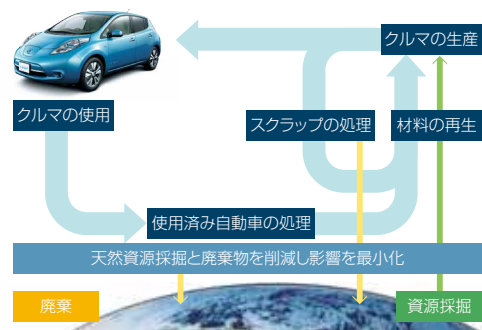 クルマの生産
クルマの使用
スクラップの処理
材料の再生
使用済み自動車の処理
天然資源採掘と廃棄物を削減し影響を最小化
廃棄
資源採掘